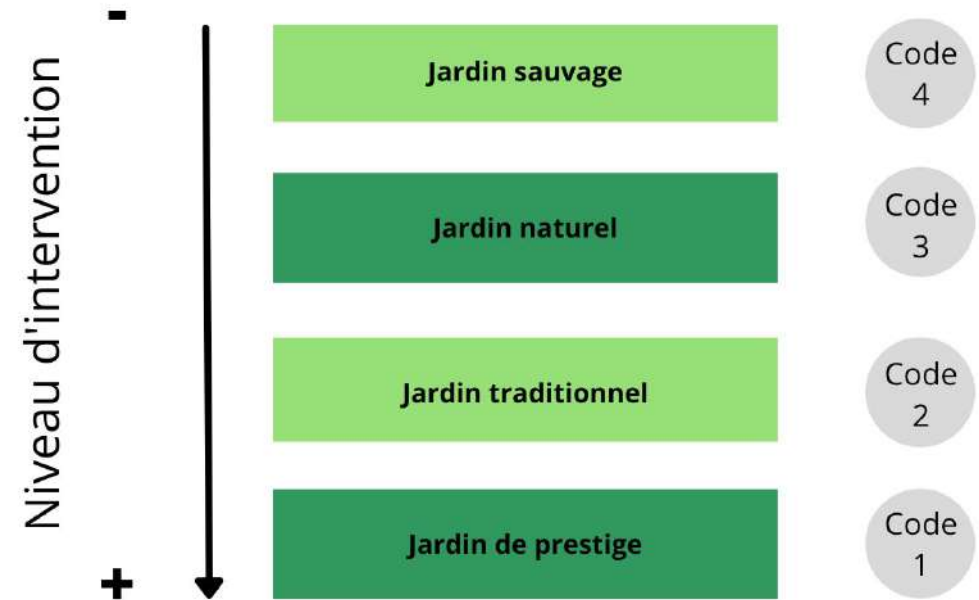 Niveau d'intervention
-
+
Jardin sauvage
Code
4
Jardin naturel
Code
3
Jardin traditionnel
Code
2
Jardin de prestige
Code
1